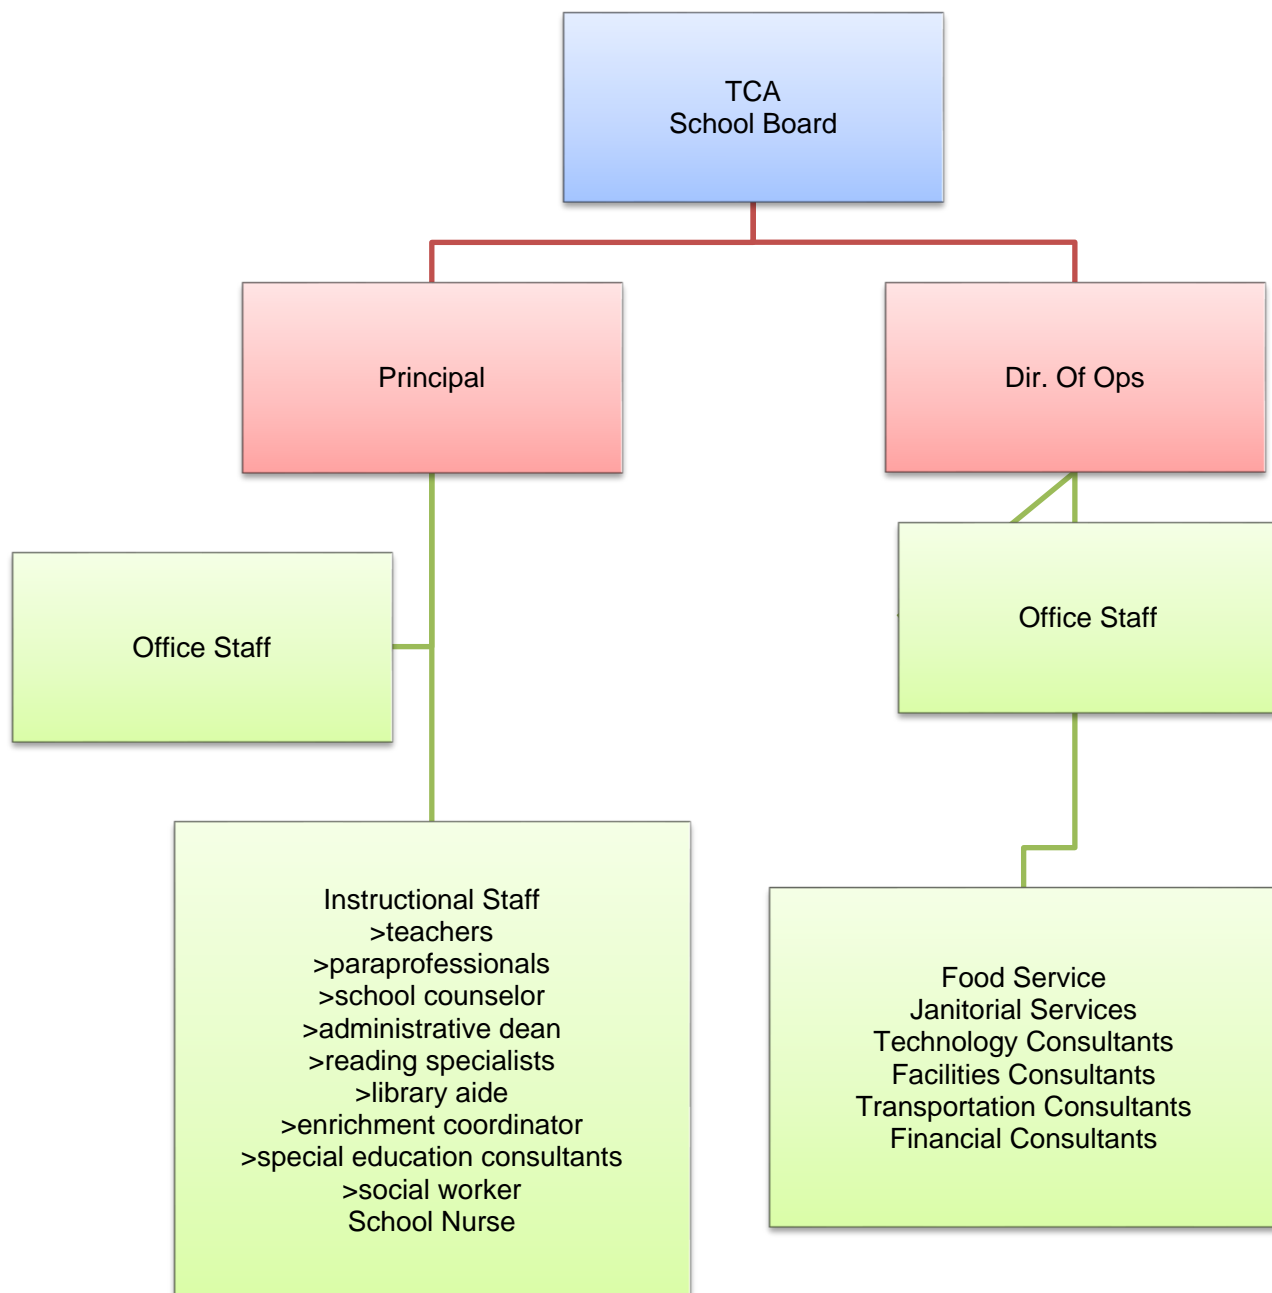 TCA
School Board
Principal
Dir. Of Ops
Office Staff
Office Staff
Instructional Staff
>teachers
>paraprofessionals
>school counselor
>administrative dean
>reading specialists
>library aide
>enrichment coordinator
>special education consultants
>social worker
School Nurse
Food Service
Janitorial Services
Technology Consultants
Facilities Consultants
Transportation Consultants
Financial Consultants